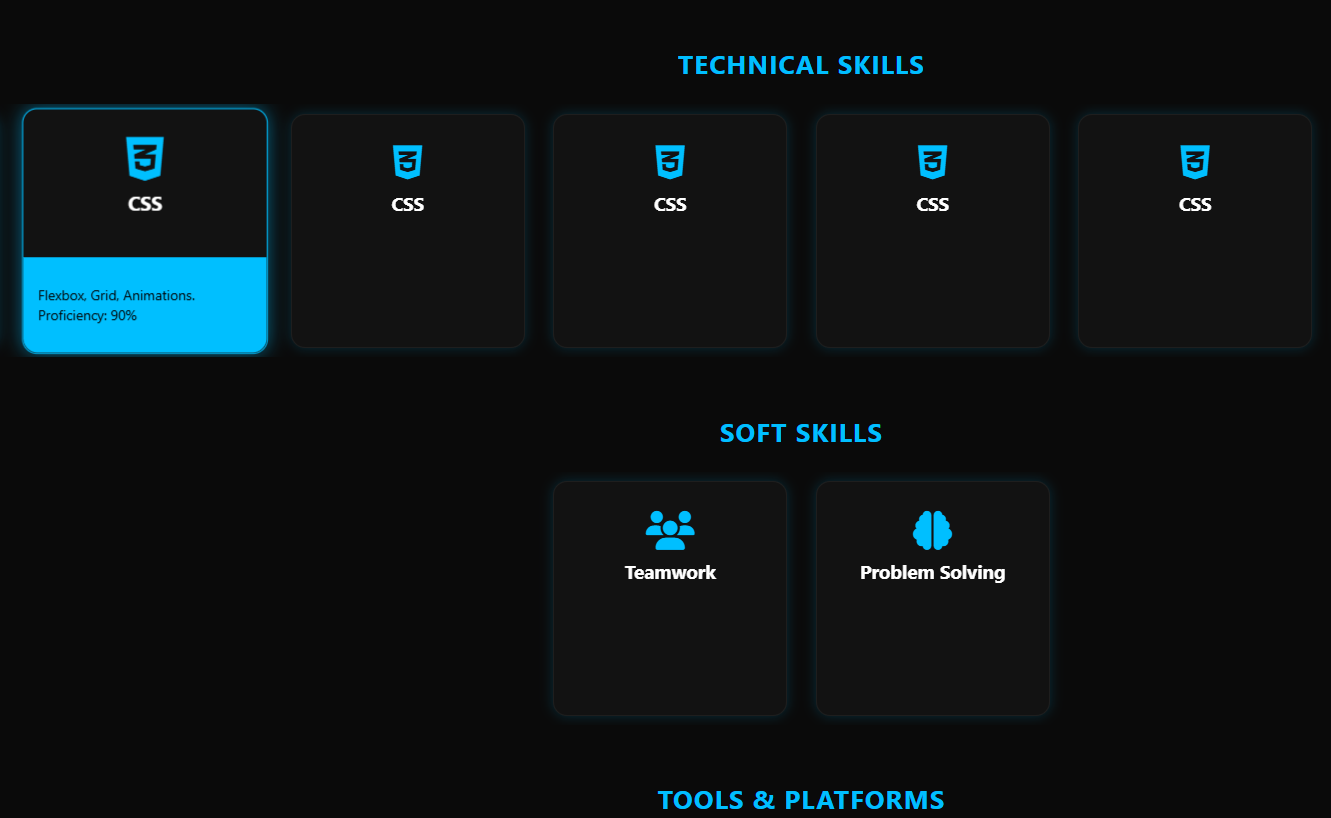 TECHNICAL SKILLS
CSS
CSS
CSS
CSS
CSS
Flexbox, Grid, Animations.
Proficiency: 90%
SOFT SKILLS
Teamwork
Problem Solving
TOOLS & PLATFORMS